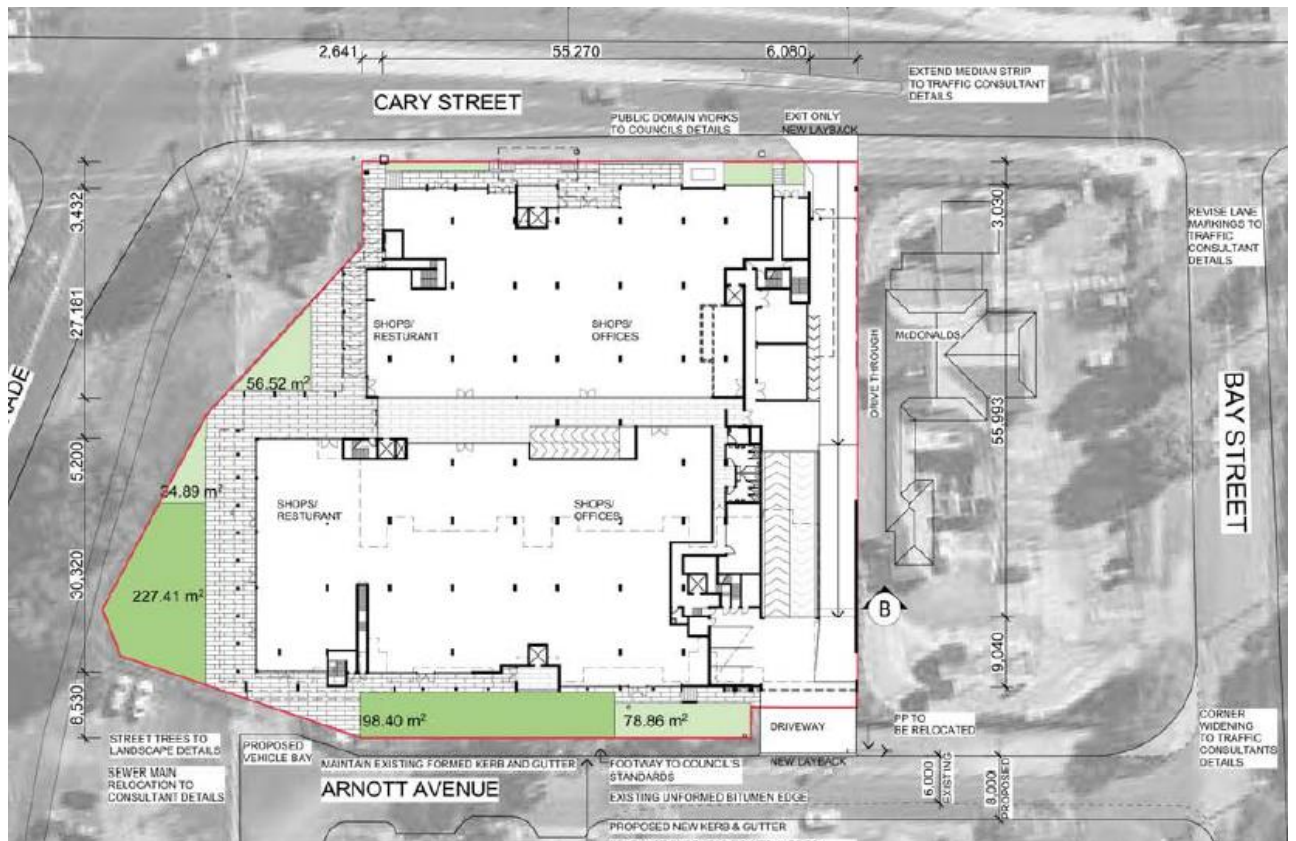 2,641 55,270 6,080
CARY STREET
EXTEND MEDIAN STRIP
TO TRAFFIC CONSULTANT
DETAILS
PUBLIC DOMAIN WORKS
TO COUNCILS DETAILS
EXIT ONLY
NEW LAYBACK
3,432
3,030
REVISE LANE
MARKINGS TO
TRAFFIC
CONSULTANT
DETAILS
27,181
SHOPS/
RESTURANT
SHOPS/
OFFICES
McDONALDS
DRIVE THROUGH
56.52 m²
BAY STREET
55,993
5,200
34.89 m²
SHOPS/
RESTURANT
SHOPS/
OFFICES
30,320
227.41 m²
B
9,040
8,530
98.40 m²
78.86 m²
DRIVEWAY
PP TO
BE RELOCATED
CORNER
WIDENING
TO TRAFFIC
CONSULTANTS
DETAILS
STREET TREES TO
LANDSCAPE DETAILS
PROPOSED
VEHICLE BAY
MAINTAIN EXISTING FORMED KERB AND GUTTER
FOOTWAY TO COUNCIL'S
STANDARDS
NEW LAYBACK
SEWER MAIN
RELOCATION TO
CONSULTANT DETAILS
ARNOTT AVENUE
EXISTING UNFORMED BITUMEN EDGE
6,000
EXISTING
8,000
PROPOSED
PROPOSED NEW KERB & GUTTER